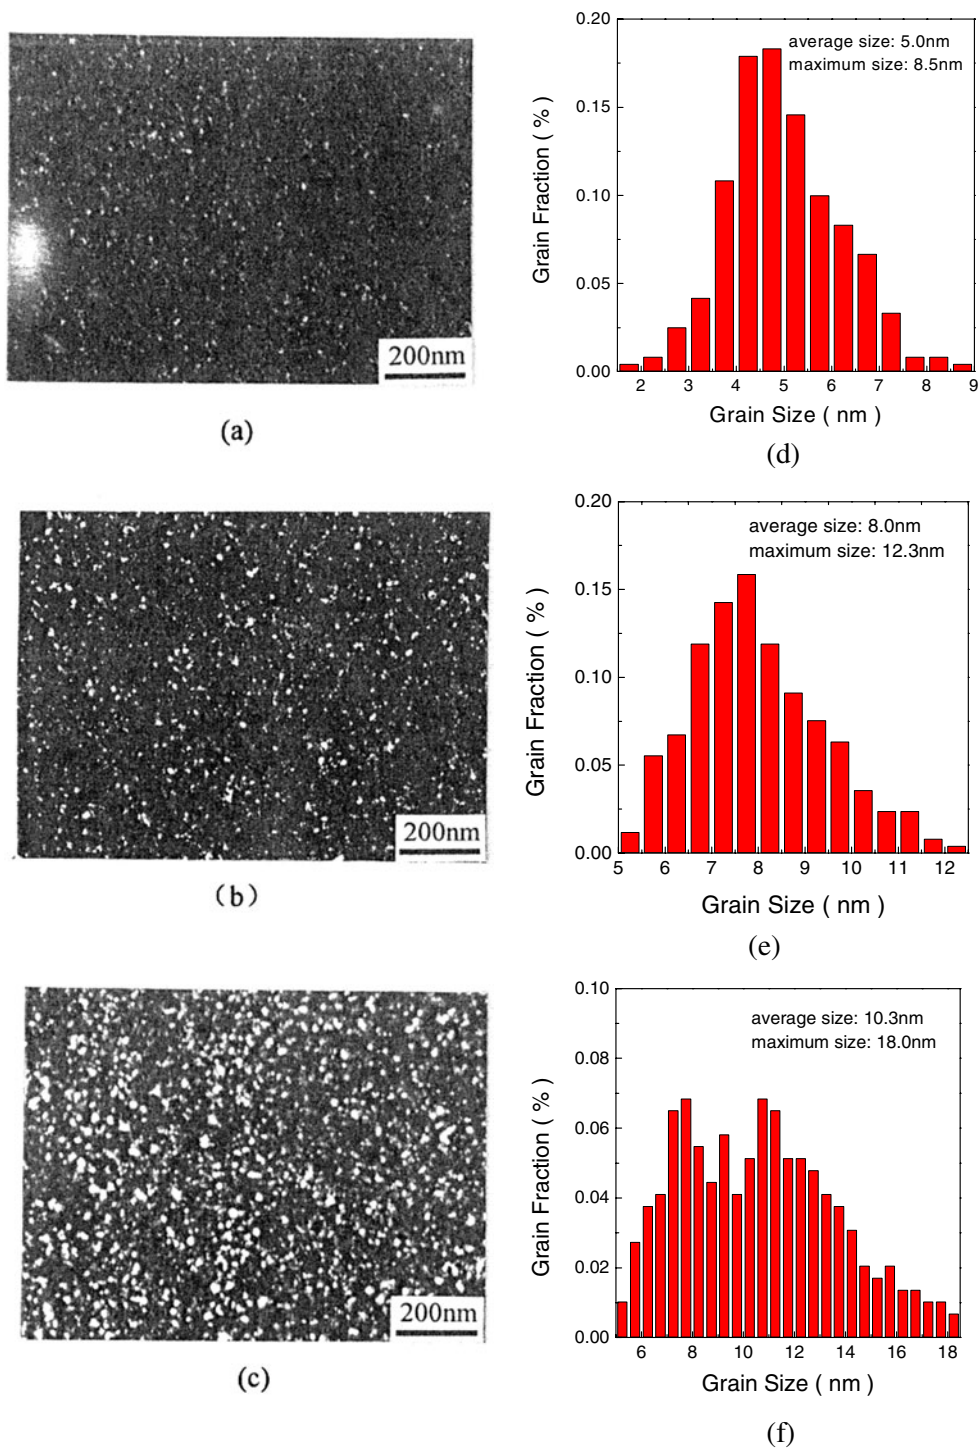 200nm
(a)
0.20
0.15
0.10
0.05
0.00
Grain Fraction ( % )
average size: 5.0nm
maximum size: 8.5nm
2 3 4 5 6 7 8 9
Grain Size ( nm )
(d)
200nm
(b)
0.20
0.15
0.10
0.05
0.00
Grain Fraction ( % )
average size: 8.0nm
maximum size: 12.3nm
5 6 7 8 9 10 11 12
Grain Size ( nm )
(e)
200nm
(c)
0.10
0.08
0.06
0.04
0.02
0.00
Grain Fraction ( % )
average size: 10.3nm
maximum size: 18.0nm
6 8 10 12 14 16 18
Grain Size ( nm )
(f)